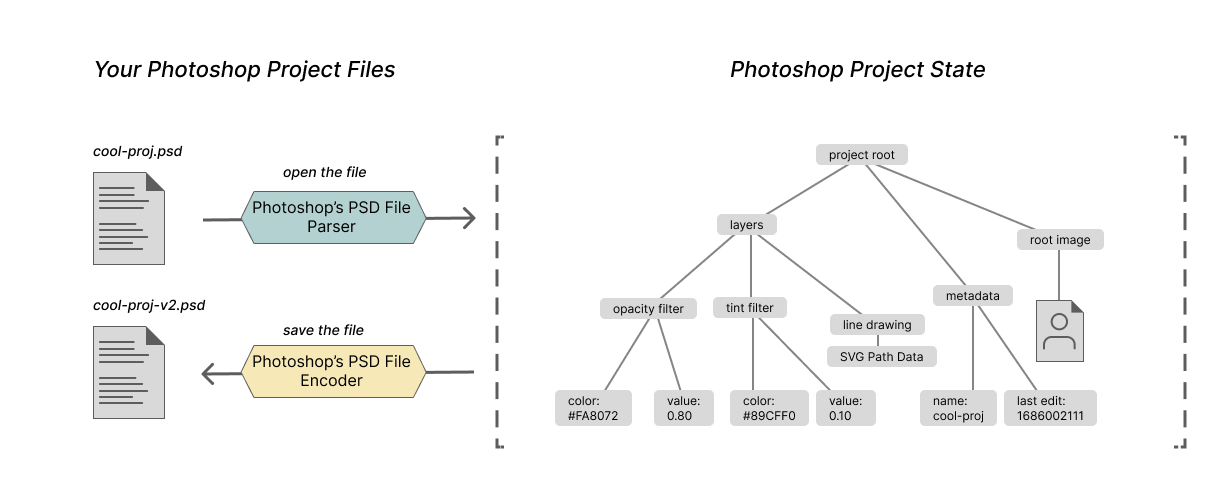 Your Photoshop Project Files
Photoshop Project State
cool-proj.psd
open the file
Photoshop's PSD File
Parser
cool-proj-v2.psd
save the file
Photoshop's PSD File
Encoder
project root
layers
root image
opacity filter
tint filter
metadata
line drawing
SVG Path Data
color:
#FA8072
value:
0.80
color:
#89CFF0
value:
0.10
name:
cool-proj
last edit:
1686002111